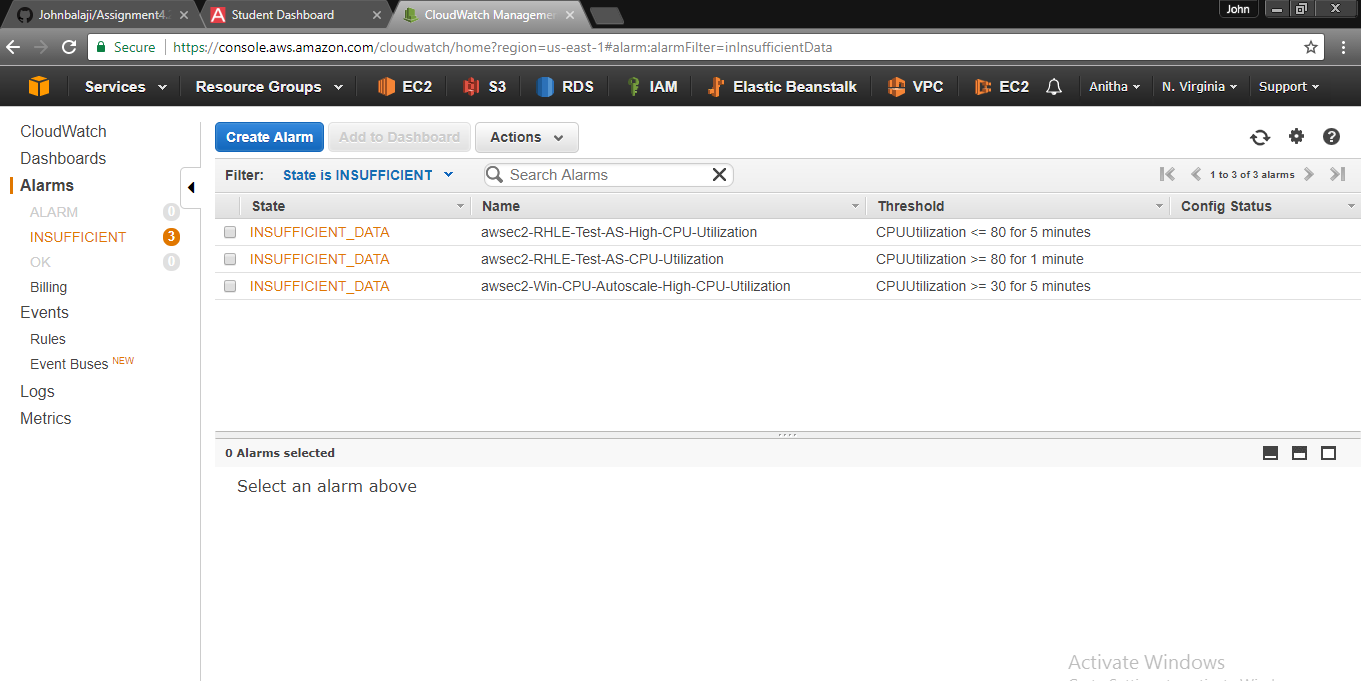 Johnbalaji/Assignment4.
Student Dashboard
CloudWatch Manageme
John
Secure
https://console.aws.amazon.com/cloudwatch/home?region=us-east-1#alarm:alarmFilter=inInsufficientData
Services Resource Groups EC2 S3 RDS IAM Elastic Beanstalk VPC EC2 Anitha N. Virginia Support
CloudWatch
Dashboards
Alarms
ALARM 0
INSUFFICIENT 3
OK 0
Billing
Events
Rules
Event Buses NEW
Logs
Metrics
Create Alarm Add to Dashboard Actions
Filter: State is INSUFFICIENT Search Alarms 1 to 3 of 3 alarms
State Name Threshold Config Status
INSUFFICIENT_DATA awsec2-RHLE-Test-AS-High-CPU-Utilization CPUUtilization <= 80 for 5 minutes
INSUFFICIENT_DATA awsec2-RHLE-Test-AS-CPU-Utilization CPUUtilization >= 80 for 1 minute
INSUFFICIENT_DATA awsec2-Win-CPU-Autoscale-High-CPU-Utilization CPUUtilization >= 30 for 5 minutes
0 Alarms selected
Select an alarm above
Activate Windows